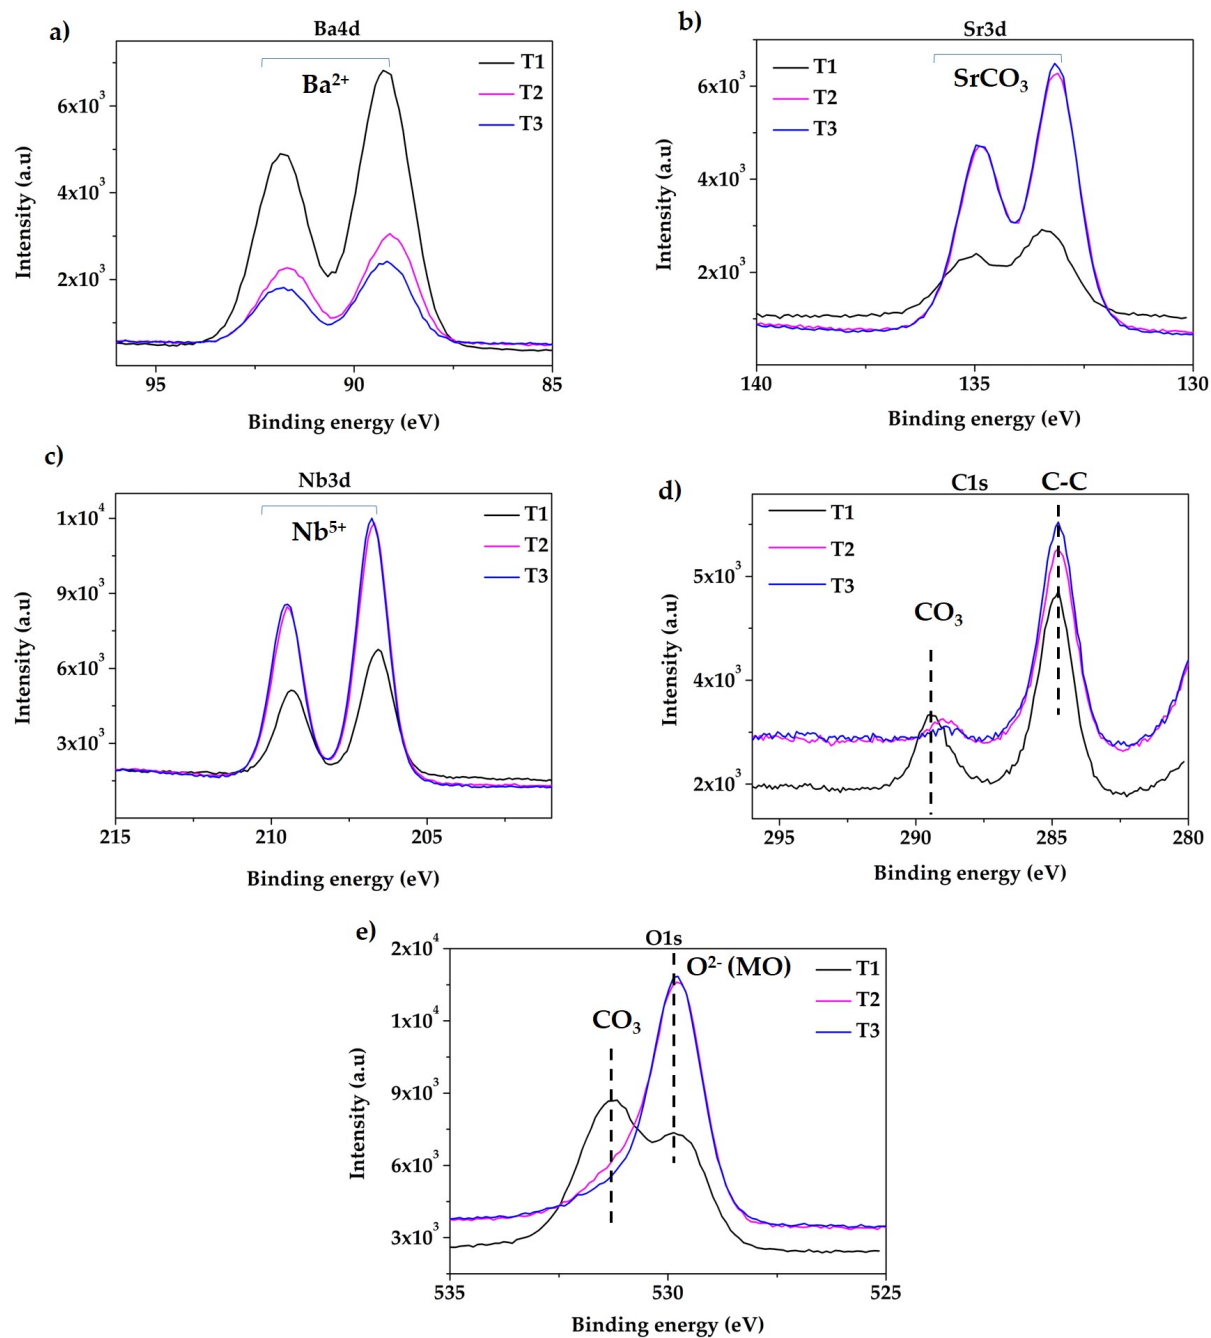 a)
Ba4d
Ba²⁺
T1
T2
T3
6x10³
4x10³
2x10³
Intensity (a.u)
95
90
85
Binding energy (eV)
b)
Sr3d
SrCO₃
T1
T2
T3
6x10³
4x10³
2x10³
Intensity (a.u)
140
135
130
Binding energy (eV)
c)
Nb3d
Nb⁵⁺
T1
T2
T3
1x10⁴
9x10³
6x10³
3x10³
Intensity (a.u)
215
210
205
Binding energy (eV)
d)
C1s
C-C
T1
T2
T3
CO₃
5x10³
4x10³
2x10³
Intensity (a.u)
295
290
285
280
Binding energy (eV)
e)
O1s
O²⁻ (MO)
CO₃
T1
T2
T3
2x10⁴
1x10⁴
9x10³
6x10³
3x10³
Intensity (a.u)
535
530
525
Binding energy (eV)